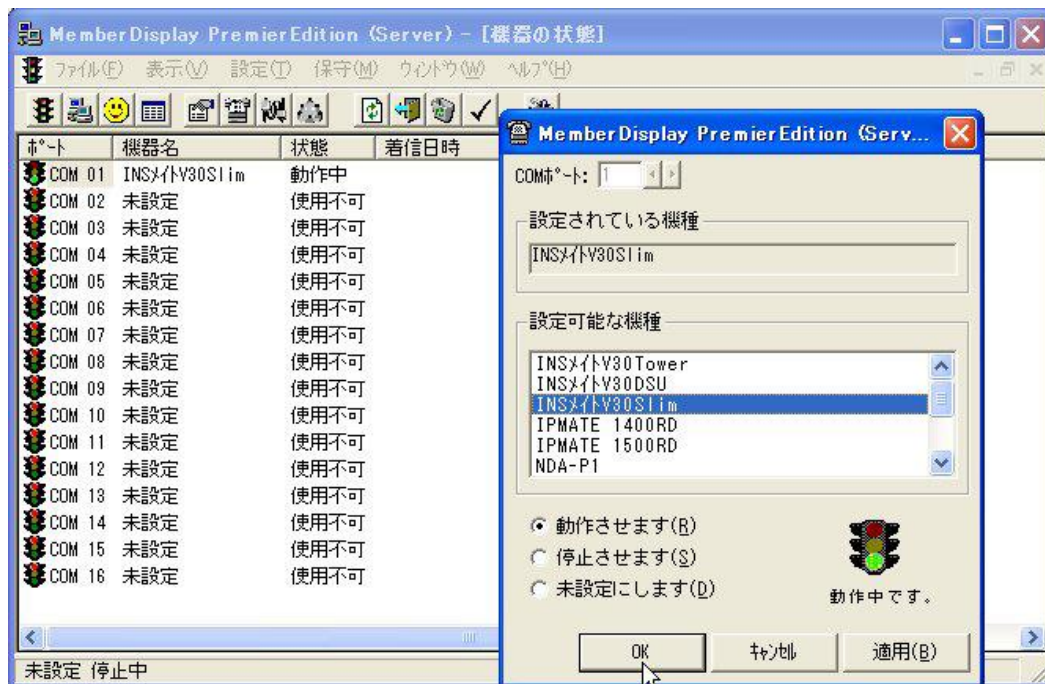 MemberDisplay PremierEdition (Server) - [機器の状態]
ファイル(F) 表示(V) 設定(T) 保守(M) ウィンドウ(W) ヘルプ(H)
ポート 機器名 状態 着信日時
COM 01 INSメイトV30Slim 動作中
COM 02 未設定 使用不可
COM 03 未設定 使用不可
COM 04 未設定 使用不可
COM 05 未設定 使用不可
COM 06 未設定 使用不可
COM 07 未設定 使用不可
COM 08 未設定 使用不可
COM 09 未設定 使用不可
COM 10 未設定 使用不可
COM 11 未設定 使用不可
COM 12 未設定 使用不可
COM 13 未設定 使用不可
COM 14 未設定 使用不可
COM 15 未設定 使用不可
COM 16 未設定 使用不可
未設定 停止中
MemberDisplay PremierEdition (Serv...
COMポート: 1
設定されている機種
INSメイトV30Slim
設定可能な機種
INSメイトV30Tower
INSメイトV30DSU
INSメイトV30Slim
IPMATE 1400RD
IPMATE 1500RD
NDA-P1
動作させます(R)
停止させます(S)
未設定にします(D)
動作中です。
OK キャンセル 適用(B)